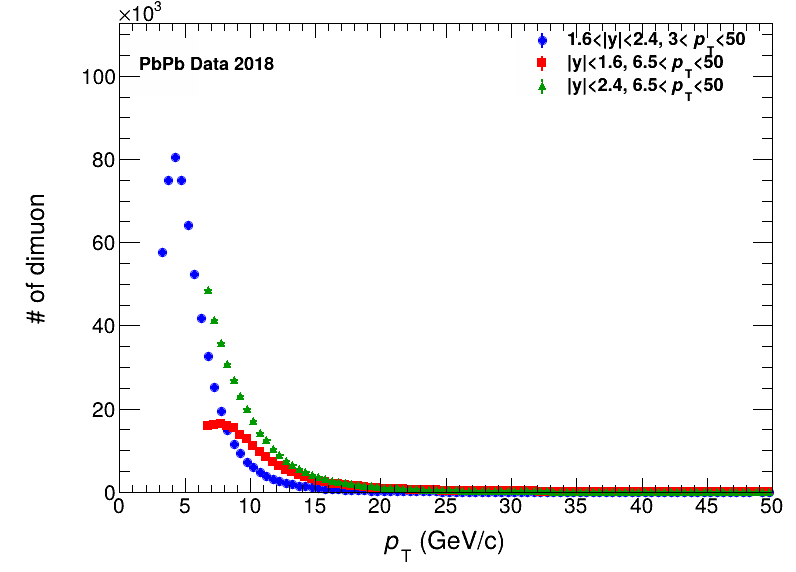 ×10³
1.6<|y|<2.4, 3< p_T<50
PbPb Data 2018
|y|<1.6, 6.5< p_T<50
|y|<2.4, 6.5< p_T<50
100
80
60
40
20
0
# of dimuon
0 5 10 15 20 25 30 35 40 45 50
p_T (GeV/c)